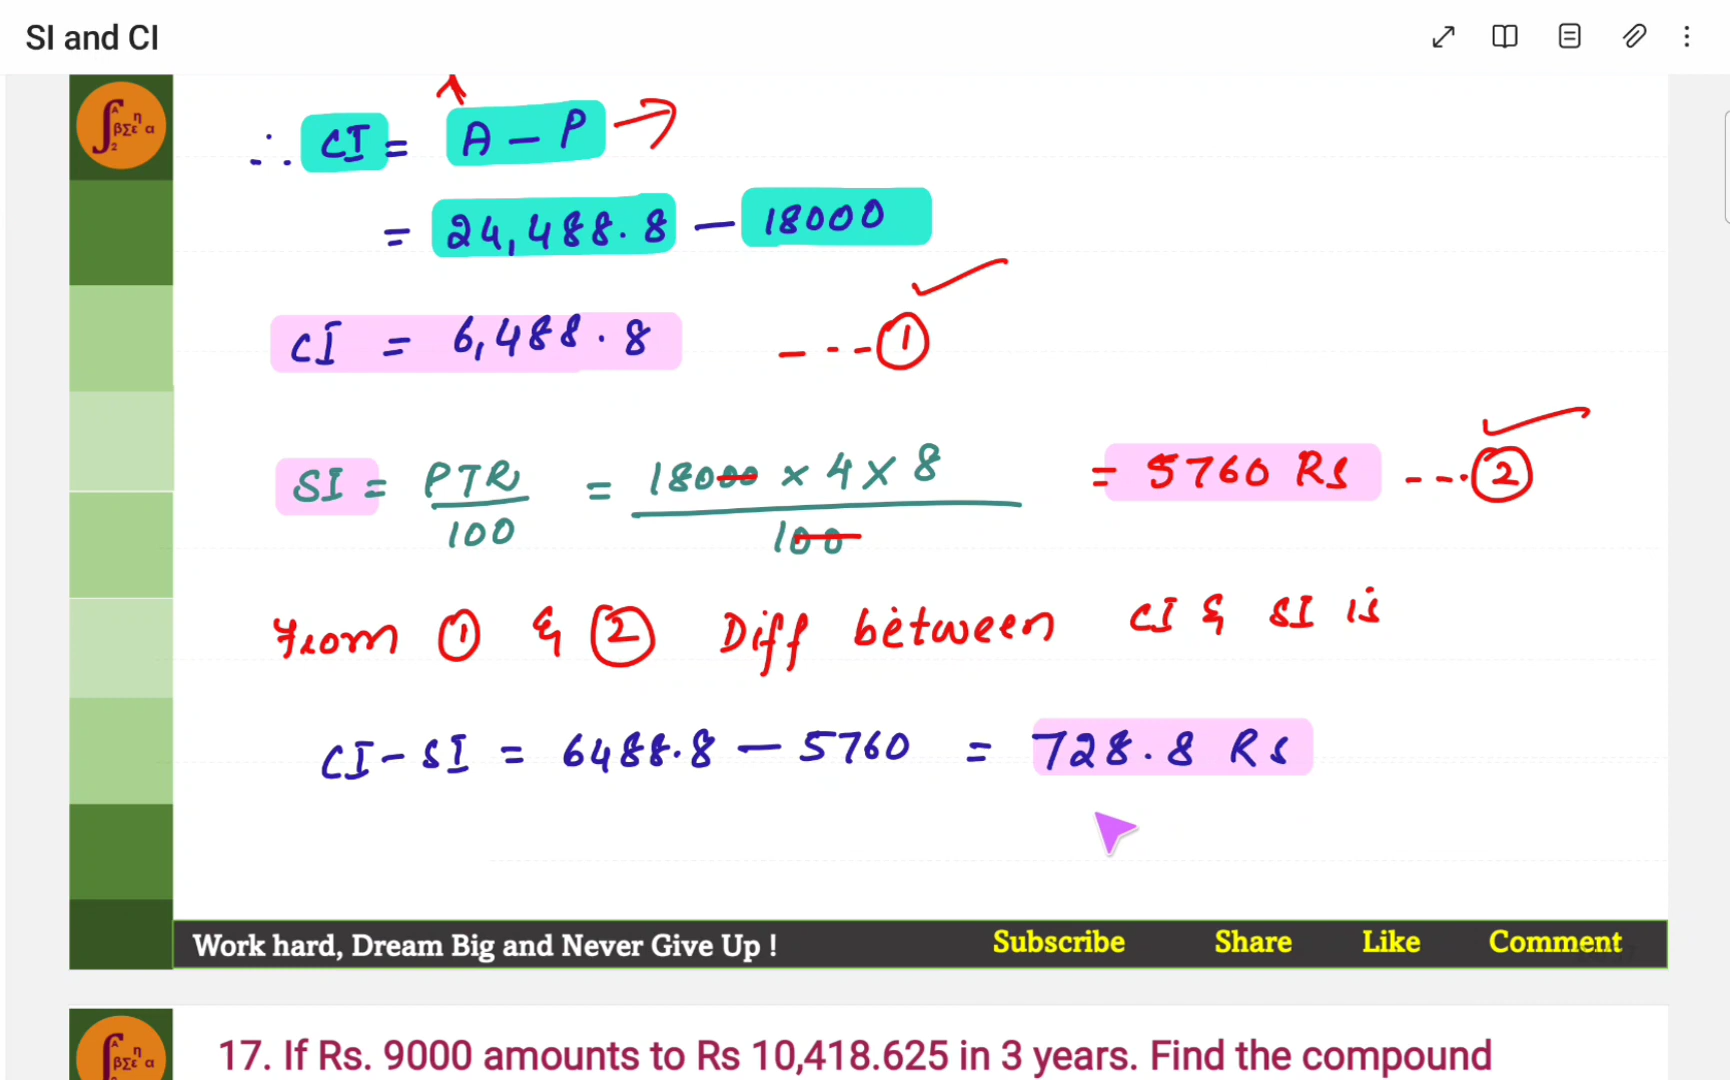 SI and CI
∴ CI = A - P
= 24,488.8 - 18000
CI = 6,488.8 ---①
SI = PTR/100 = 18000 × 4 × 8/100 = 5760 Rs ---②
from ① & ② Diff between CI & SI is
CI - SI = 6488.8 - 5760 = 728.8 Rs
Work hard, Dream Big and Never Give Up ! Subscribe Share Like Comment
17. If Rs. 9000 amounts to Rs 10,418.625 in 3 years. Find the compound